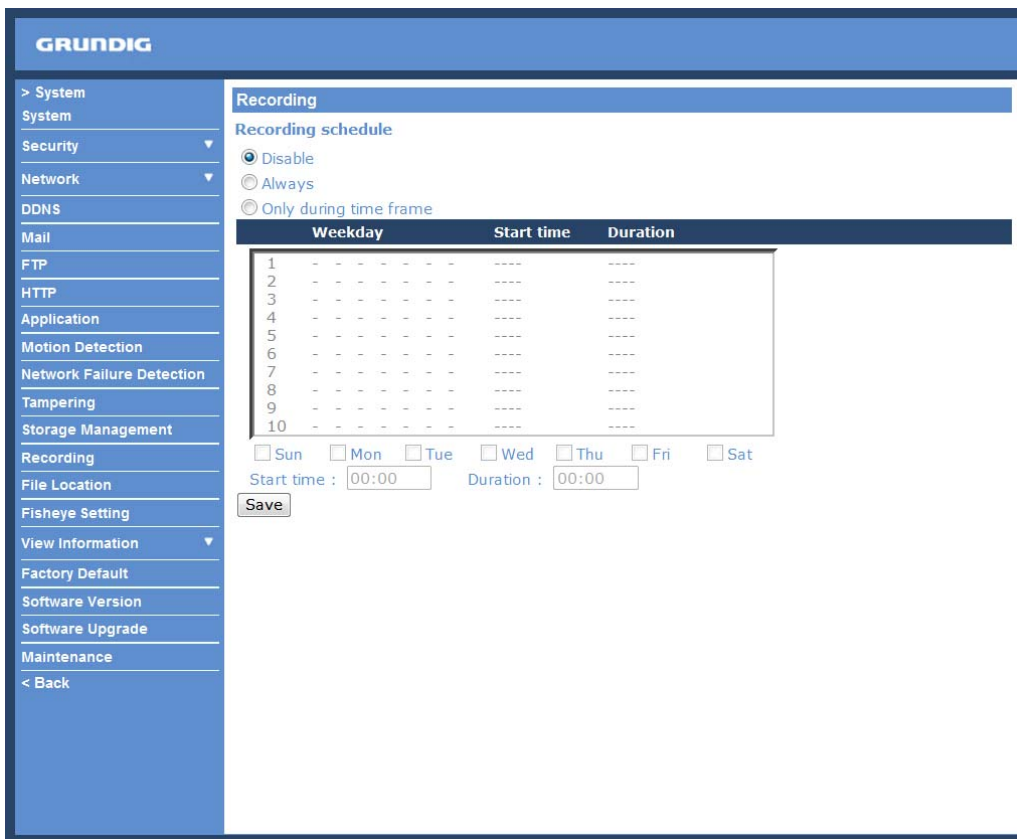 GRUNDIG
> System
System
Security
Network
DDNS
Mail
FTP
HTTP
Application
Motion Detection
Network Failure Detection
Tampering
Storage Management
Recording
File Location
Fisheye Setting
View Information
Factory Default
Software Version
Software Upgrade
Maintenance
< Back
Recording
Recording schedule
Disable
Always
Only during time frame
Weekday Start time Duration
1 - - - - - - - ---- ----
2 - - - - - - - ---- ----
3 - - - - - - - ---- ----
4 - - - - - - - ---- ----
5 - - - - - - - ---- ----
6 - - - - - - - ---- ----
7 - - - - - - - ---- ----
8 - - - - - - - ---- ----
9 - - - - - - - ---- ----
10 - - - - - - - ---- ----
Sun Mon Tue Wed Thu Fri Sat
Start time : 00:00 Duration : 00:00
Save